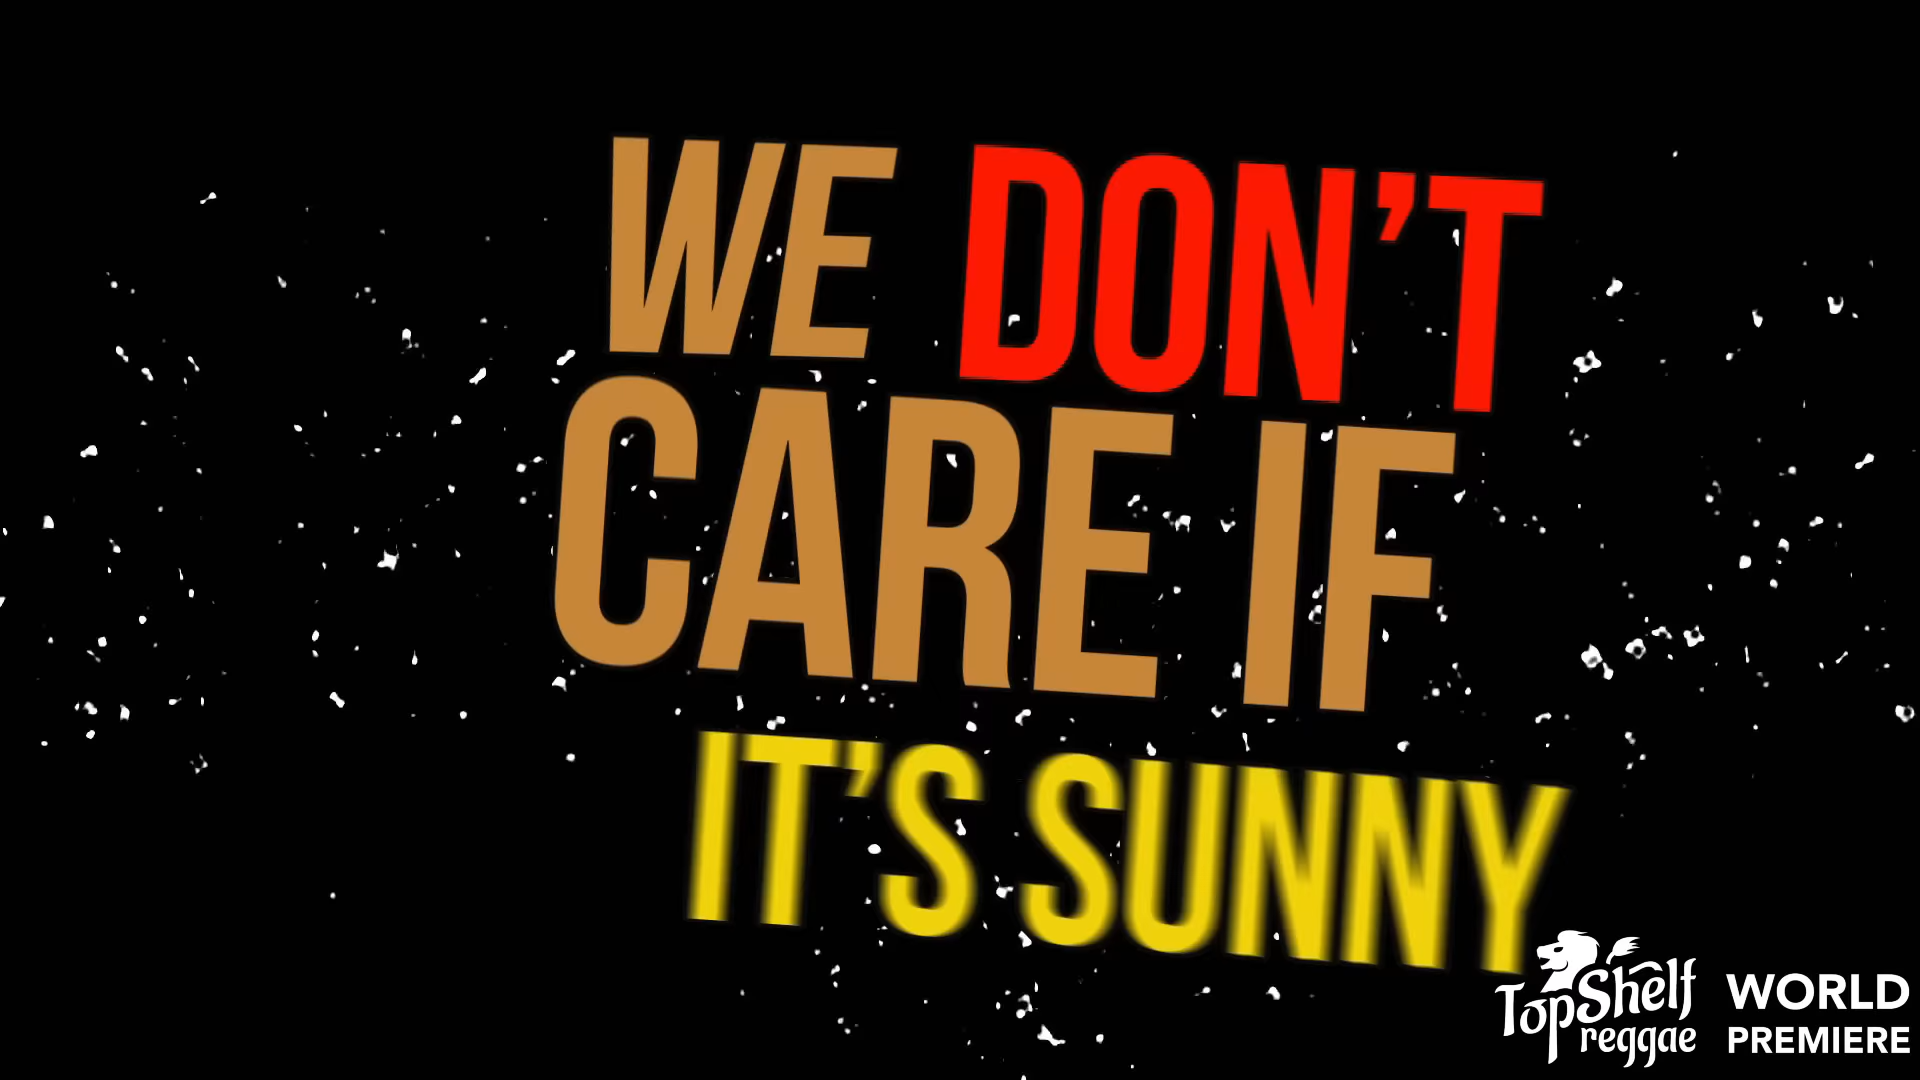 WE DON'T
CARE IF
IT'S SUNNY
TopShelf
reggae
WORLD
PREMIERE